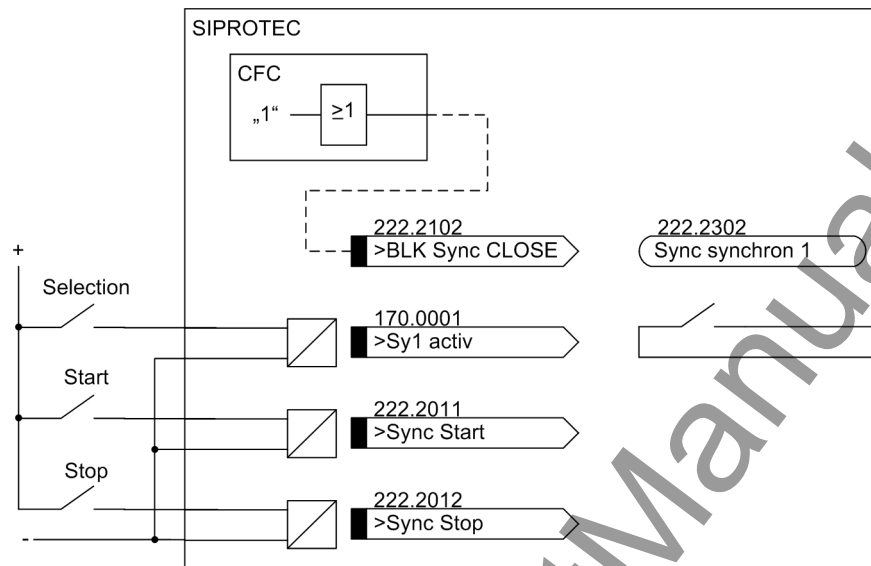 SIPROTEC
CFC
„1“
≥1
222.2102
>BLK Sync CLOSE
222.2302
Sync synchron 1
+
Selection
170.0001
>Sy1 activ
Start
222.2011
>Sync Start
Stop
222.2012
>Sync Stop
-
Manual